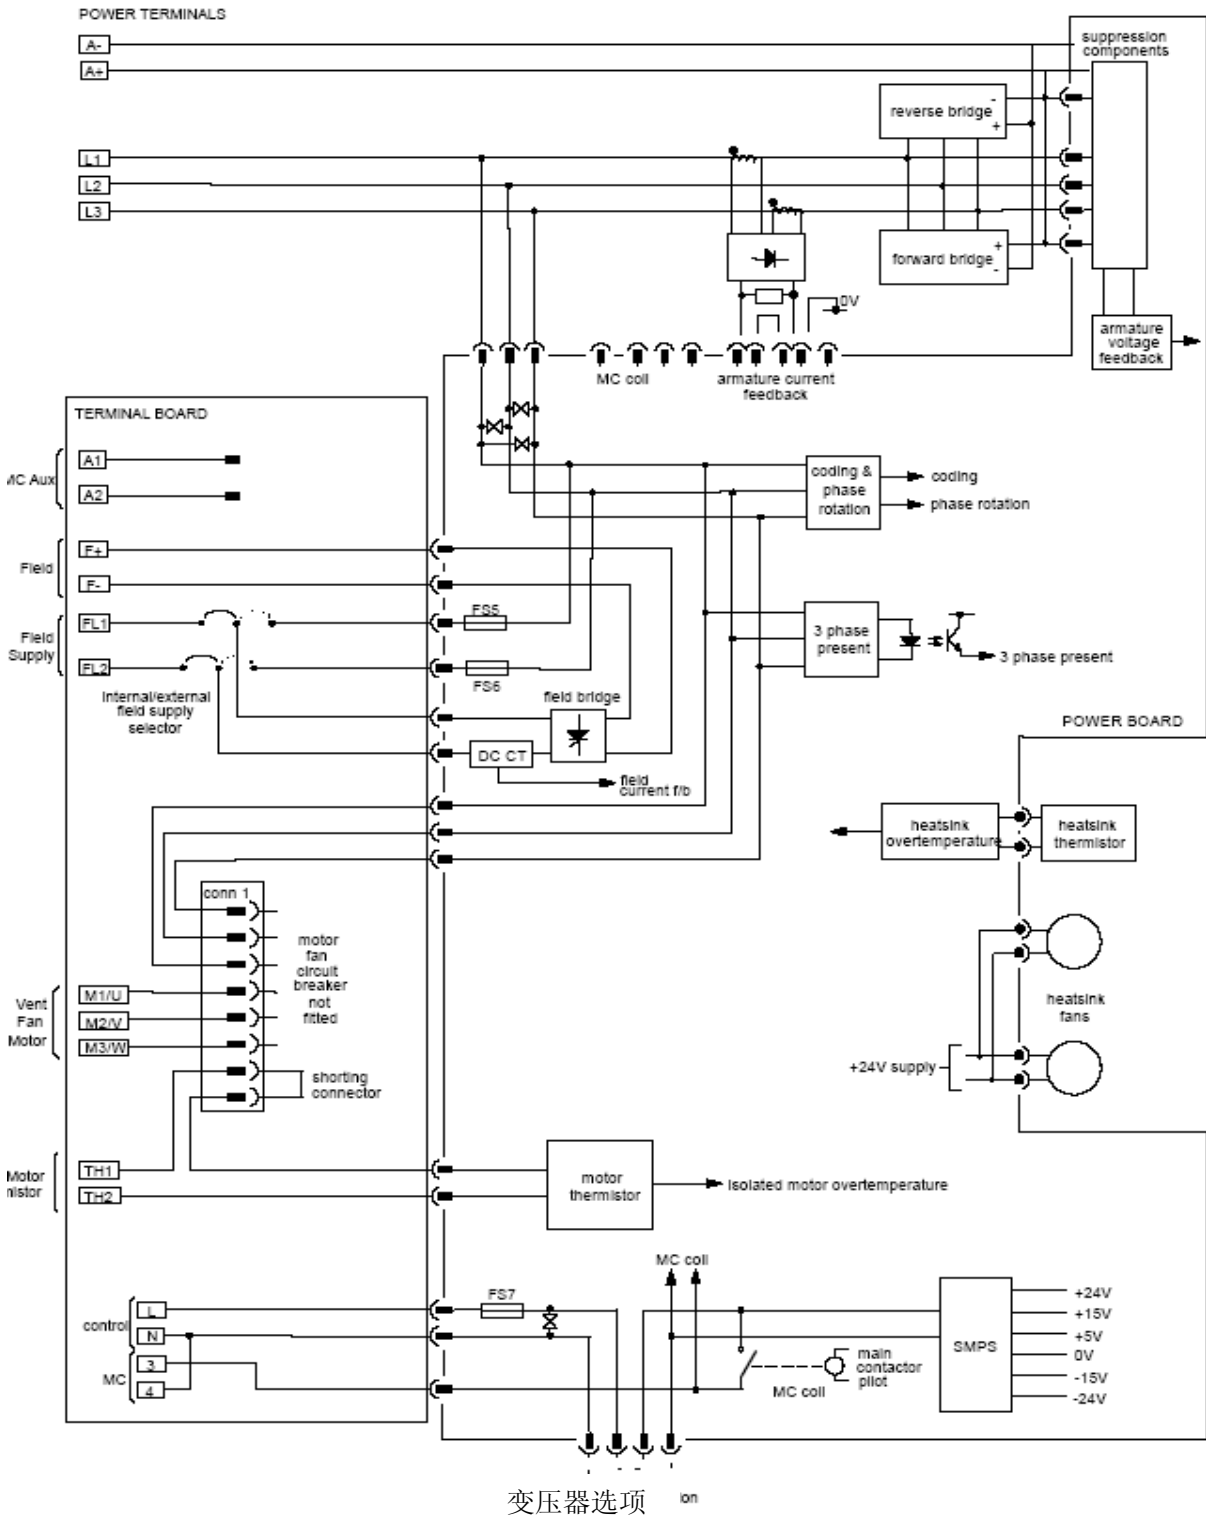 POWER TERMINALS
A-
A+
suppression
components
reverse bridge
-
+
L1
L2
L3
forward bridge
+
-
0V
armature
voltage
feedback
MC coil
armature current
feedback
TERMINAL BOARD
MC Aux
A1
A2
coding &
phase
rotation
coding
phase rotation
Field
F+
F-
Field
Supply
FL1
FL2
FS5
FS6
Internal/external
field supply
selector
3 phase
present
3 phase present
field bridge
DC CT
field
current f/b
POWER BOARD
heatsink
overtemperature
heatsink
thermistor
conn 1
motor
fan
circuit
breaker
not
fitted
Vent
Fan
Motor
M1/U
M2/V
M3/W
shorting
connector
heatsink
fans
+24V supply
Motor
nistor
TH1
TH2
motor
thermistor
isolated motor overtemperature
MC coil
FS7
control
L
N
MC
3
4
MC coil
main
contactor
pilot
SMPS
+24V
+15V
+5V
0V
-15V
-24V
变压器选项
ion